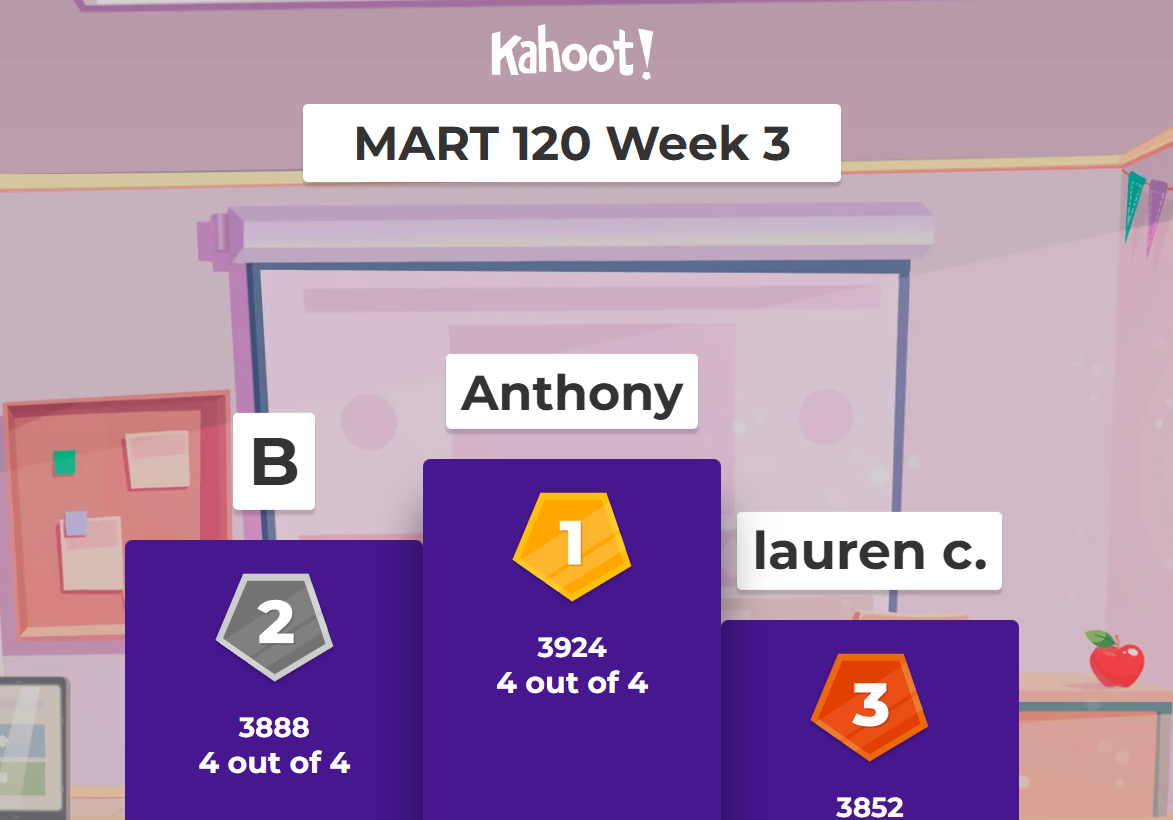 Kahoot!
MART 120 Week 3
Anthony
B
lauren c.
1
3924
4 out of 4
2
3888
4 out of 4
3
3852